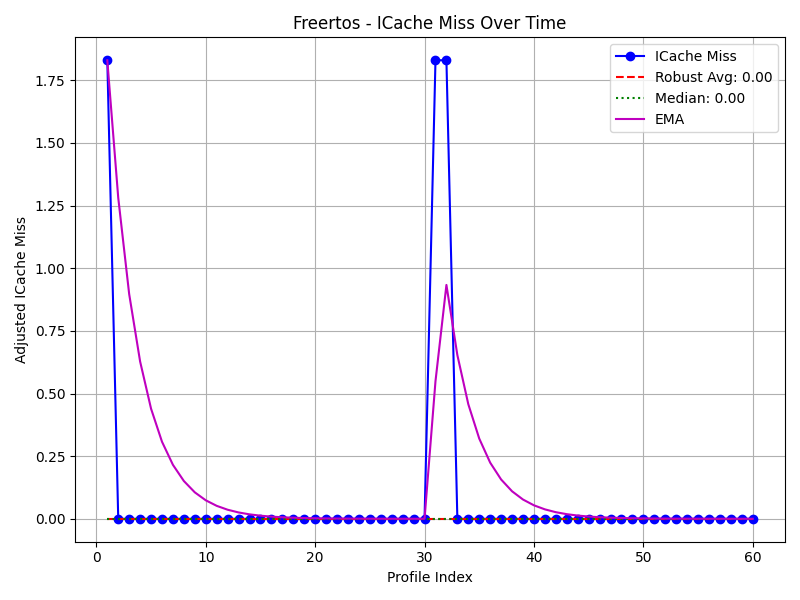 Freertos - ICache Miss Over Time
ICache Miss
Robust Avg: 0.00
Median: 0.00
EMA
Adjusted ICache Miss
1.75
1.50
1.25
1.00
0.75
0.50
0.25
0.00
0 10 20 30 40 50 60
Profile Index